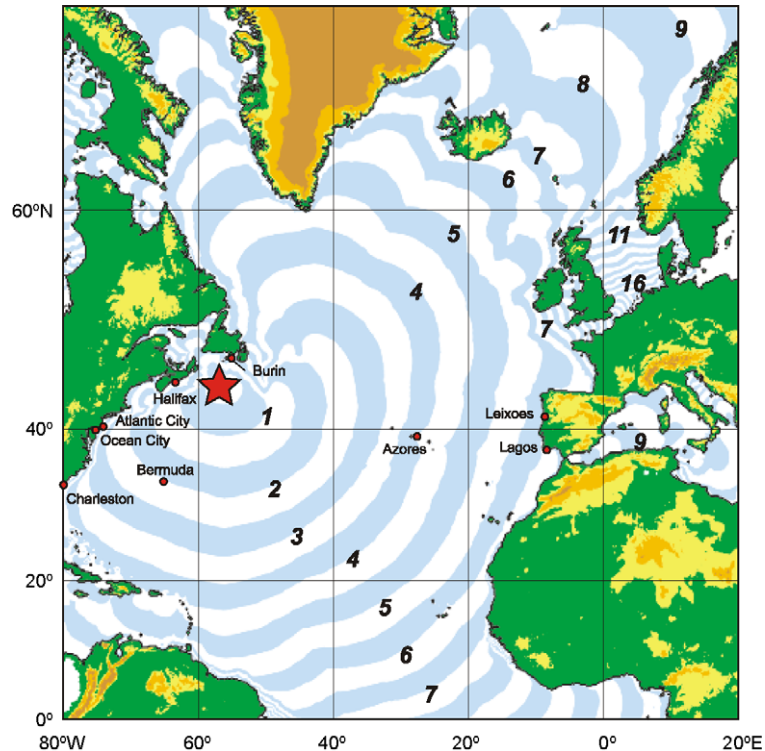 9
8
7
6
60ºN
11
5
16
4
7
Burin
Halifax
1
Leixoes
Atlantic City
40º
Ocean City
9
Azores
Lagos
Bermuda
2
Charleston
3
4
20º
5
6
7
0º
80ºW 60º 40º 20º 0º 20ºE